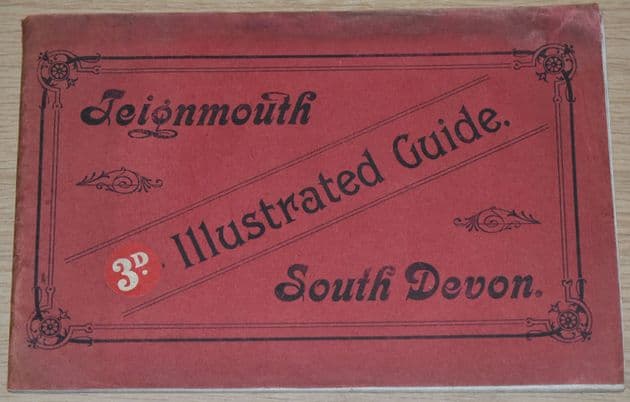 Teignmouth
3D. Illustrated Guide.
South Devon.